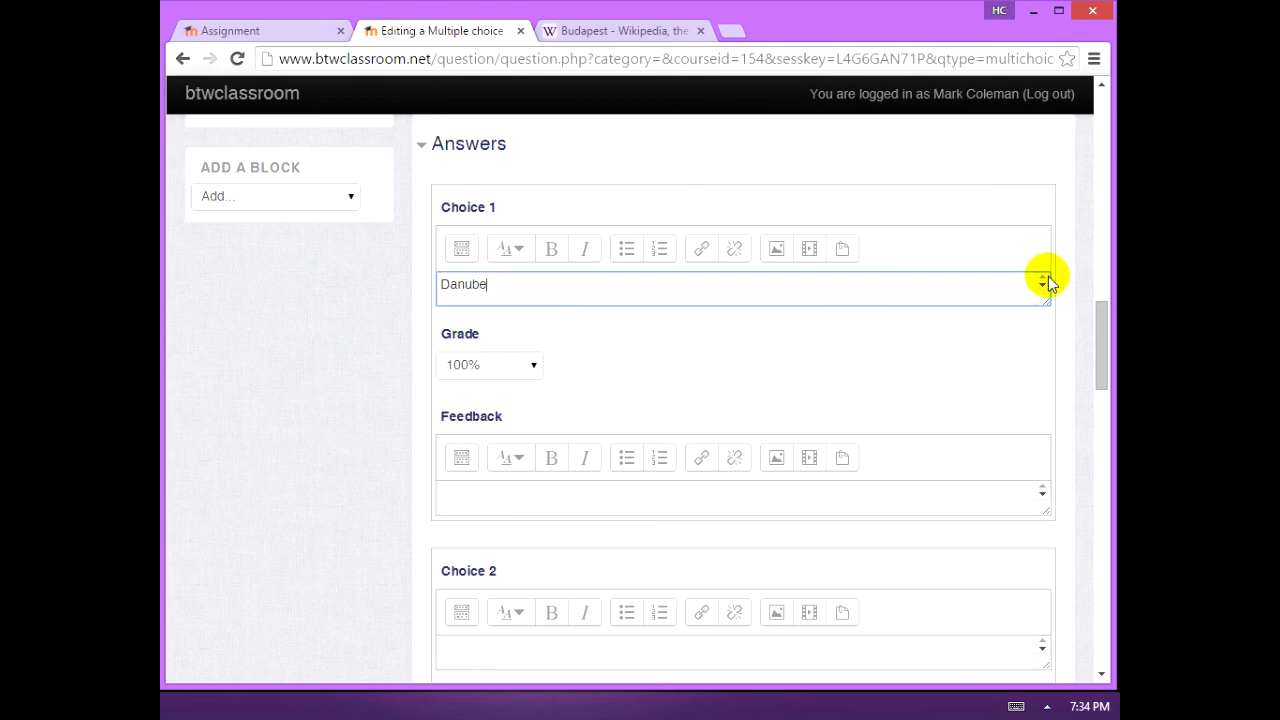 HC
Assignment
Editing a Multiple choice
Budapest - Wikipedia, the
www.btwclassroom.net/question/question.php?category=&courseid=154&sesskey=L4G6GAN71P&qtype=multichoic
btwclassroom
You are logged in as Mark Coleman (Log out)
ADD A BLOCK
Add...
Answers
Choice 1
Danube
Grade
100%
Feedback
Choice 2
7:34 PM